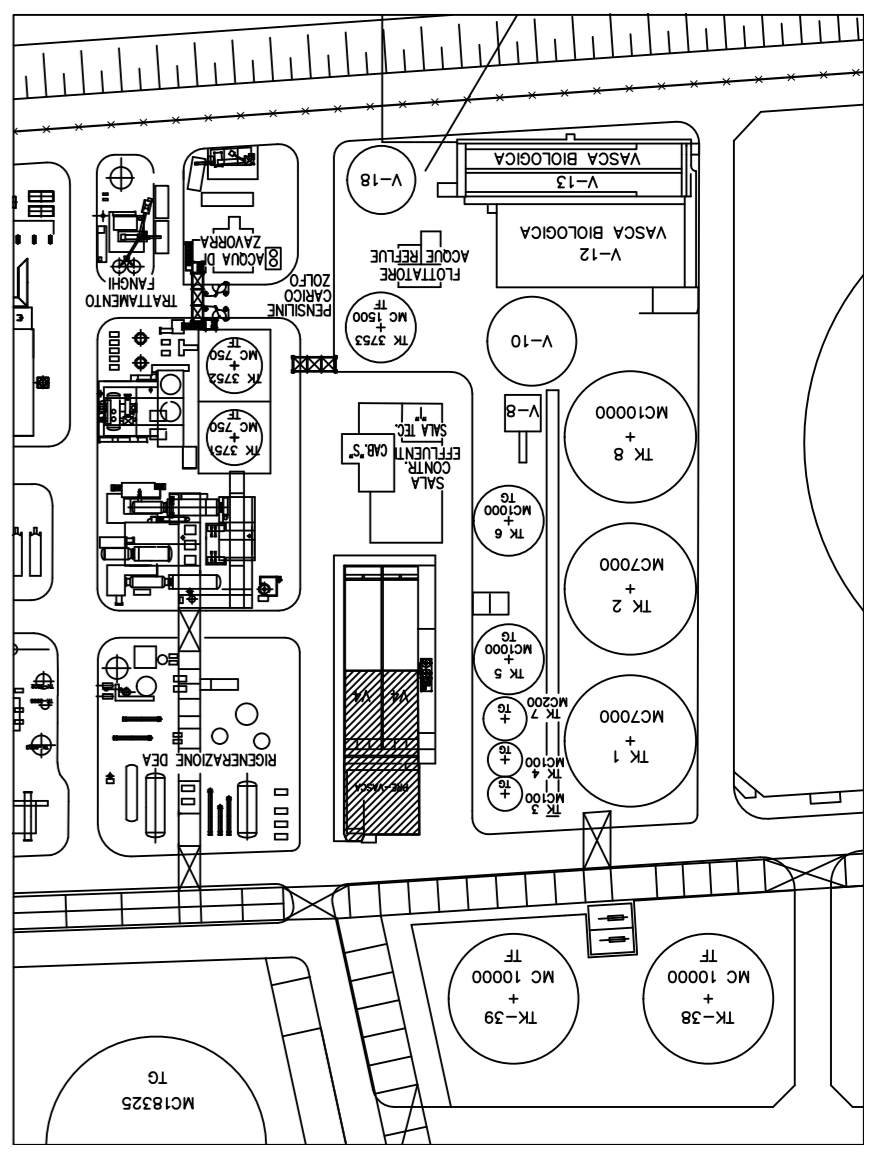 MC18325
TG
TK-38
+
MC 10000
TF
TK-39
+
MC 10000
TF
TK 3
MC100
+
TG
TK 4
MC100
+
TG
TK 1
+
MC7000
TK 7
MC200
+
TG
TK 5
+
MC1000
TG
PRE-VASCA
V4
V4
RIGENERAZIONE DEA
TK 2
+
MC7000
TK 6
+
MC1000
TG
TK 8
+
MC10000
V-8
SALA
CONTR.
EFFLUENTI
CAB."S"
SALA TEC.
"I"
TK 3751
+
MC 750
TF
TK 3752
+
MC 750
TF
V-10
TK 3753
+
MC 1500
TF
PENSILINE
CARICO
ZOLFO
TRATTAMENTO
FANGHI
FLOTTATORE
ACQUE REFLUE
ACQUA DI
ZAVORRA
V-12
VASCA BIOLOGICA
V-13
VASCA BIOLOGICA
V-18